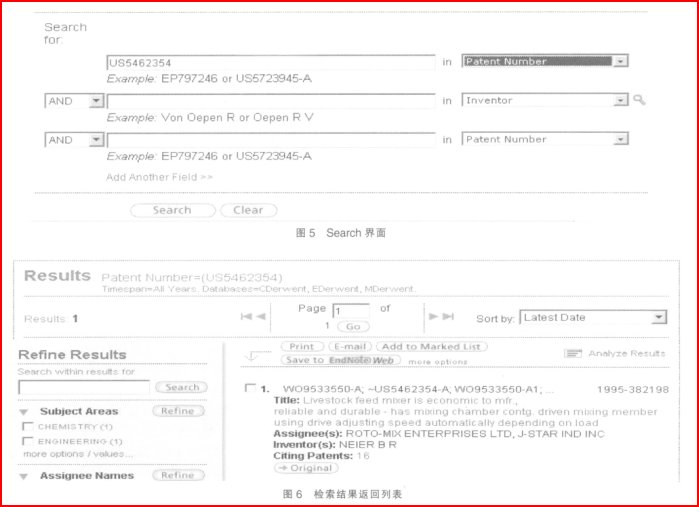 Search
for:
US5462354 in Patent Number
Example: EP797246 or US5723945-A
AND in Inventor
Example: Von Oepen R or Oepen R V
AND in Patent Number
Example: EP797246 or US5723945-A
Add Another Field >>
Search Clear
图 5 Search 界面
Results Patent Number=(US5462354)
Timespan=All Years. Databases=CDerwent, EDerwent, MDerwent.
Results 1
Page 1 of
1 Go
Sort by: Latest Date
Refine Results
Search within results for
Search
Subject Areas Refine
CHEMISTRY (1)
ENGINEERING (1)
more options / values...
Assignee Names Refine
Print E-mail Add to Marked List
Save to EndNote Web more options
Analyze Results
1. WO9533550-A; ~US5462354-A; WO9533550-A1; ... 1995-382198
Title: Livestock feed mixer is economic to mfr.,
reliable and durable - has mixing chamber contg. driven mixing member
using drive adjusting speed automatically depending on load
Assignee(s): ROTO-MIX ENTERPRISES LTD, J-STAR IND INC
Inventor(s): NEIER B R
Citing Patents: 16
Original
图 6 检索结果返回列表